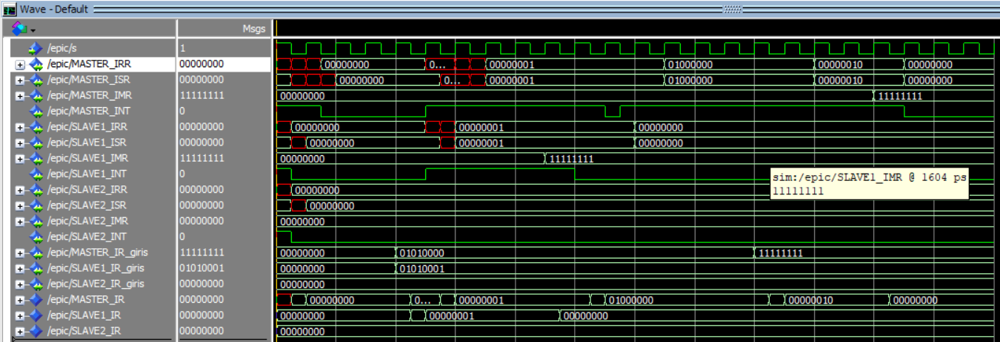 Wave - Default
Msgs
/epic/s 1
/epic/MASTER_IRR 00000000 00000000 0... 00000001 01000000 00000010 00000000
/epic/MASTER_ISR 00000000 00000000 0... 00000001 01000000 00000010 00000000
/epic/MASTER_IMR 11111111 00000000 11111111
/epic/MASTER_INT 0
/epic/SLAVE1_IRR 00000000 00000000 00000001 00000000
/epic/SLAVE1_ISR 00000000 00000000 00000001 00000000
/epic/SLAVE1_IMR 11111111 00000000 11111111
/epic/SLAVE1_INT 0
sim:/epic/SLAVE1_IMR @ 1604 ps
11111111
/epic/SLAVE2_IRR 00000000 00000000
/epic/SLAVE2_ISR 00000000 00000000
/epic/SLAVE2_IMR 00000000 00000000
/epic/SLAVE2_INT 0
/epic/MASTER_IR_giris 11111111 00000000 01010000 11111111
/epic/SLAVE1_IR_giris 01010001 00000000 01010001
/epic/SLAVE2_IR_giris 00000000 00000000
/epic/MASTER_IR 00000000 00000000 0... 00000001 01000000 00000010 00000000
/epic/SLAVE1_IR 00000000 00000000 00000001 00000000
/epic/SLAVE2_IR 00000000 00000000